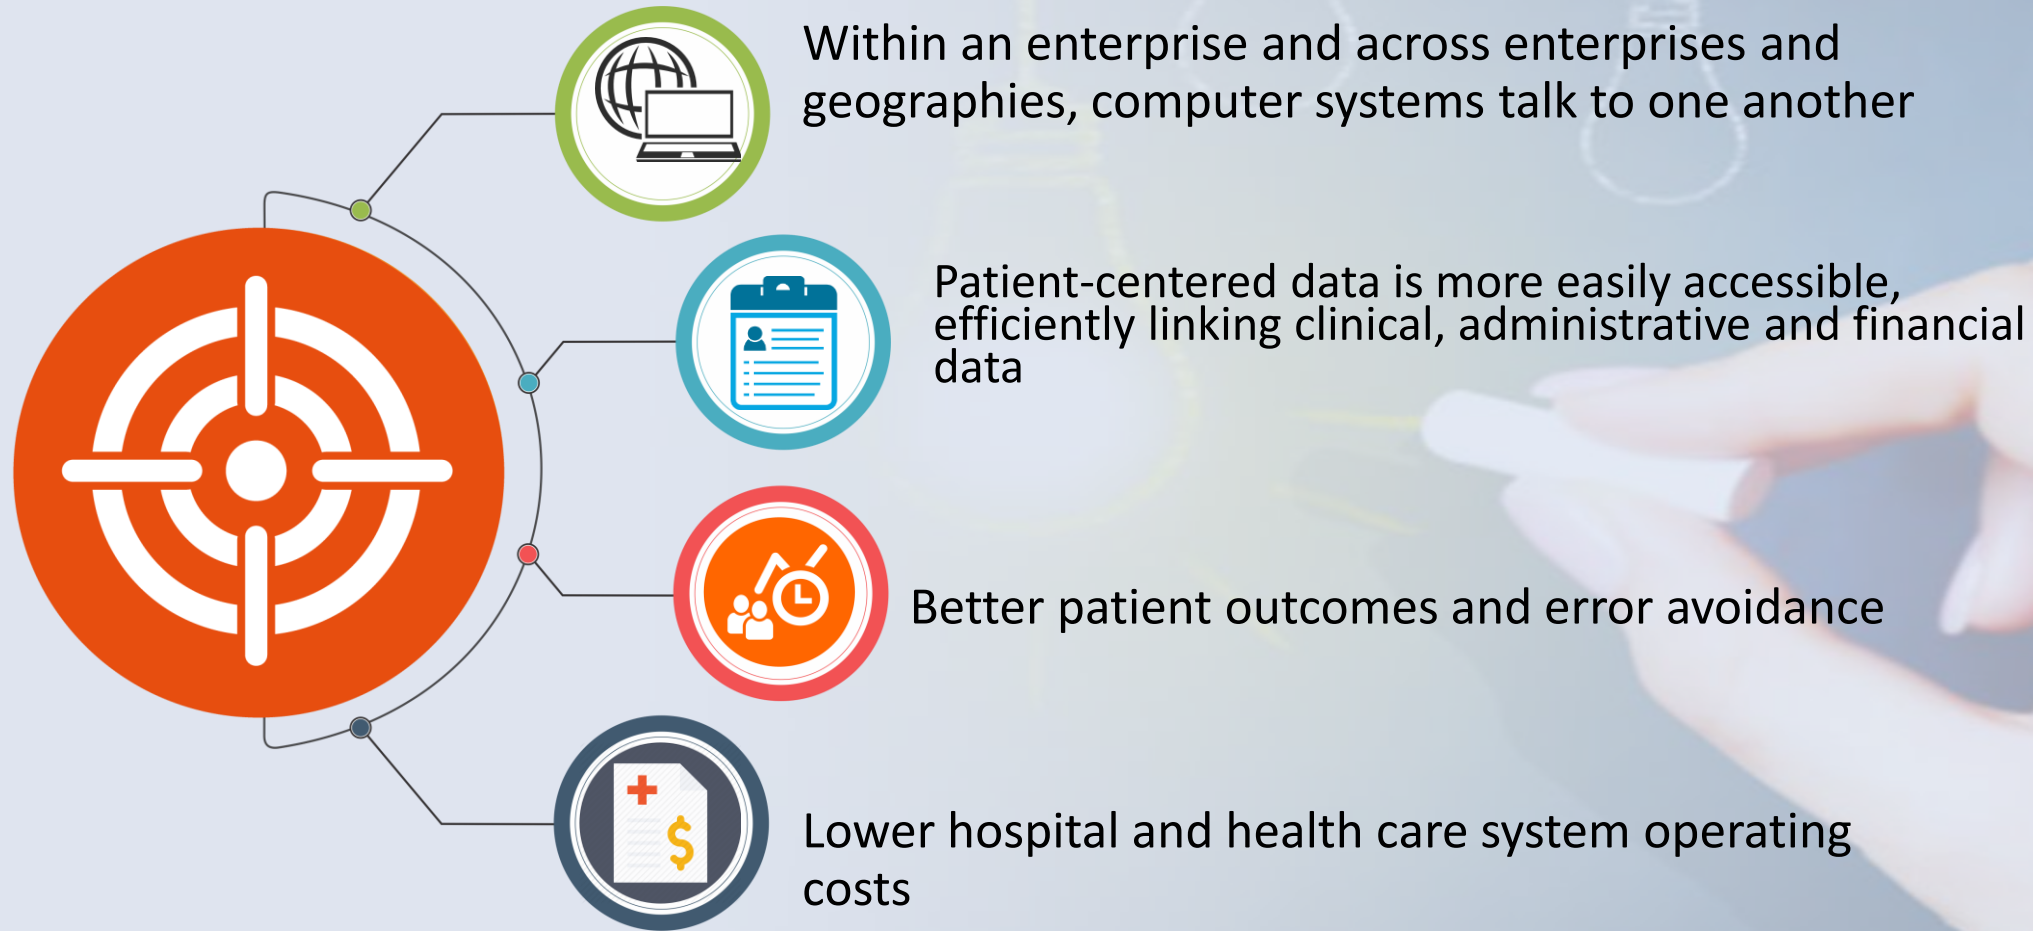 Within an enterprise and across enterprises and
geographies, computer systems talk to one another
Patient-centered data is more easily accessible,
efficiently linking clinical, administrative and financial
data
Better patient outcomes and error avoidance
Lower hospital and health care system operating
costs